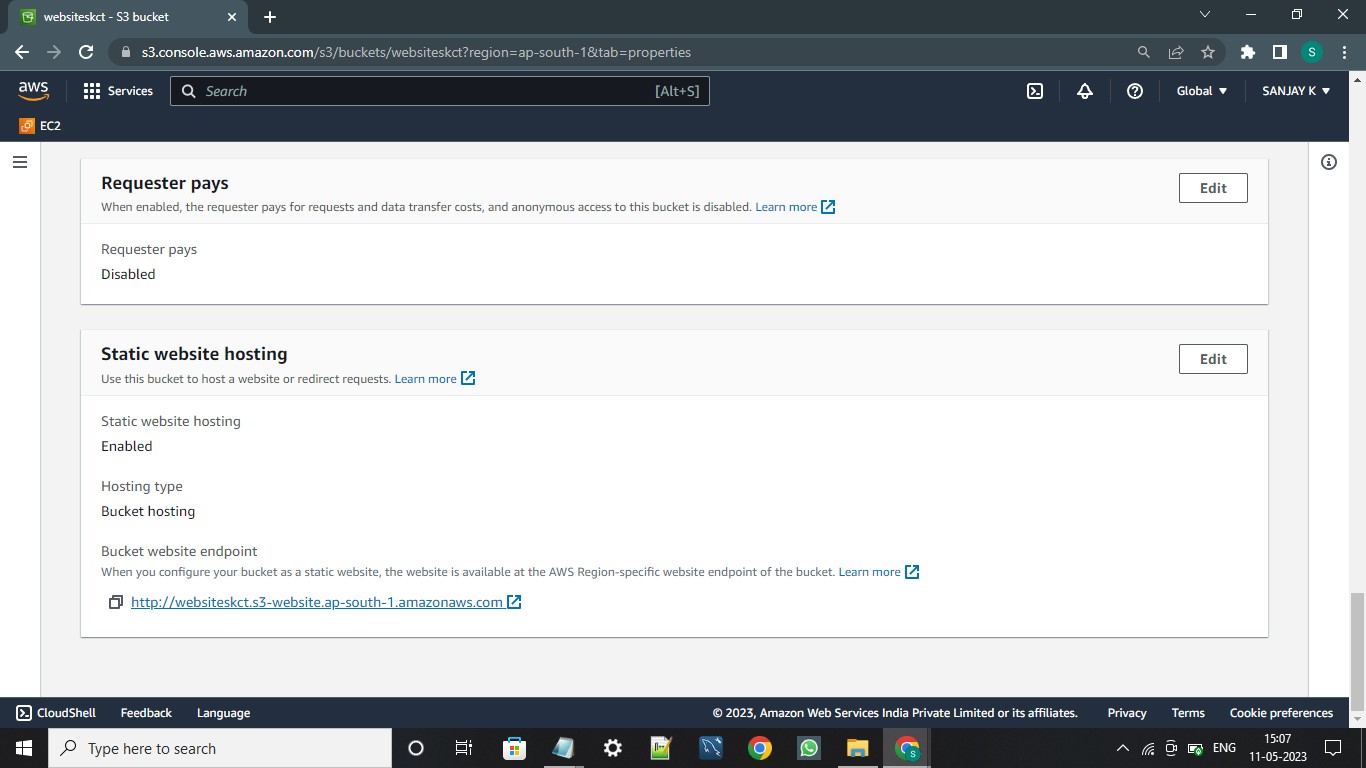 websiteskct - S3 bucket
s3.console.aws.amazon.com/s3/buckets/websiteskct?region=ap-south-1&tab=properties
S
aws
Services
Search
[Alt+S]
Global
SANJAY K
EC2
Requester pays
Edit
When enabled, the requester pays for requests and data transfer costs, and anonymous access to this bucket is disabled. Learn more
Requester pays
Disabled
Static website hosting
Edit
Use this bucket to host a website or redirect requests. Learn more
Static website hosting
Enabled
Hosting type
Bucket hosting
Bucket website endpoint
When you configure your bucket as a static website, the website is available at the AWS Region-specific website endpoint of the bucket. Learn more
http://websiteskct.s3-website.ap-south-1.amazonaws.com
CloudShell
Feedback
Language
© 2023, Amazon Web Services India Private Limited or its affiliates.
Privacy
Terms
Cookie preferences
Type here to search
S
ENG
15:07
11-05-2023